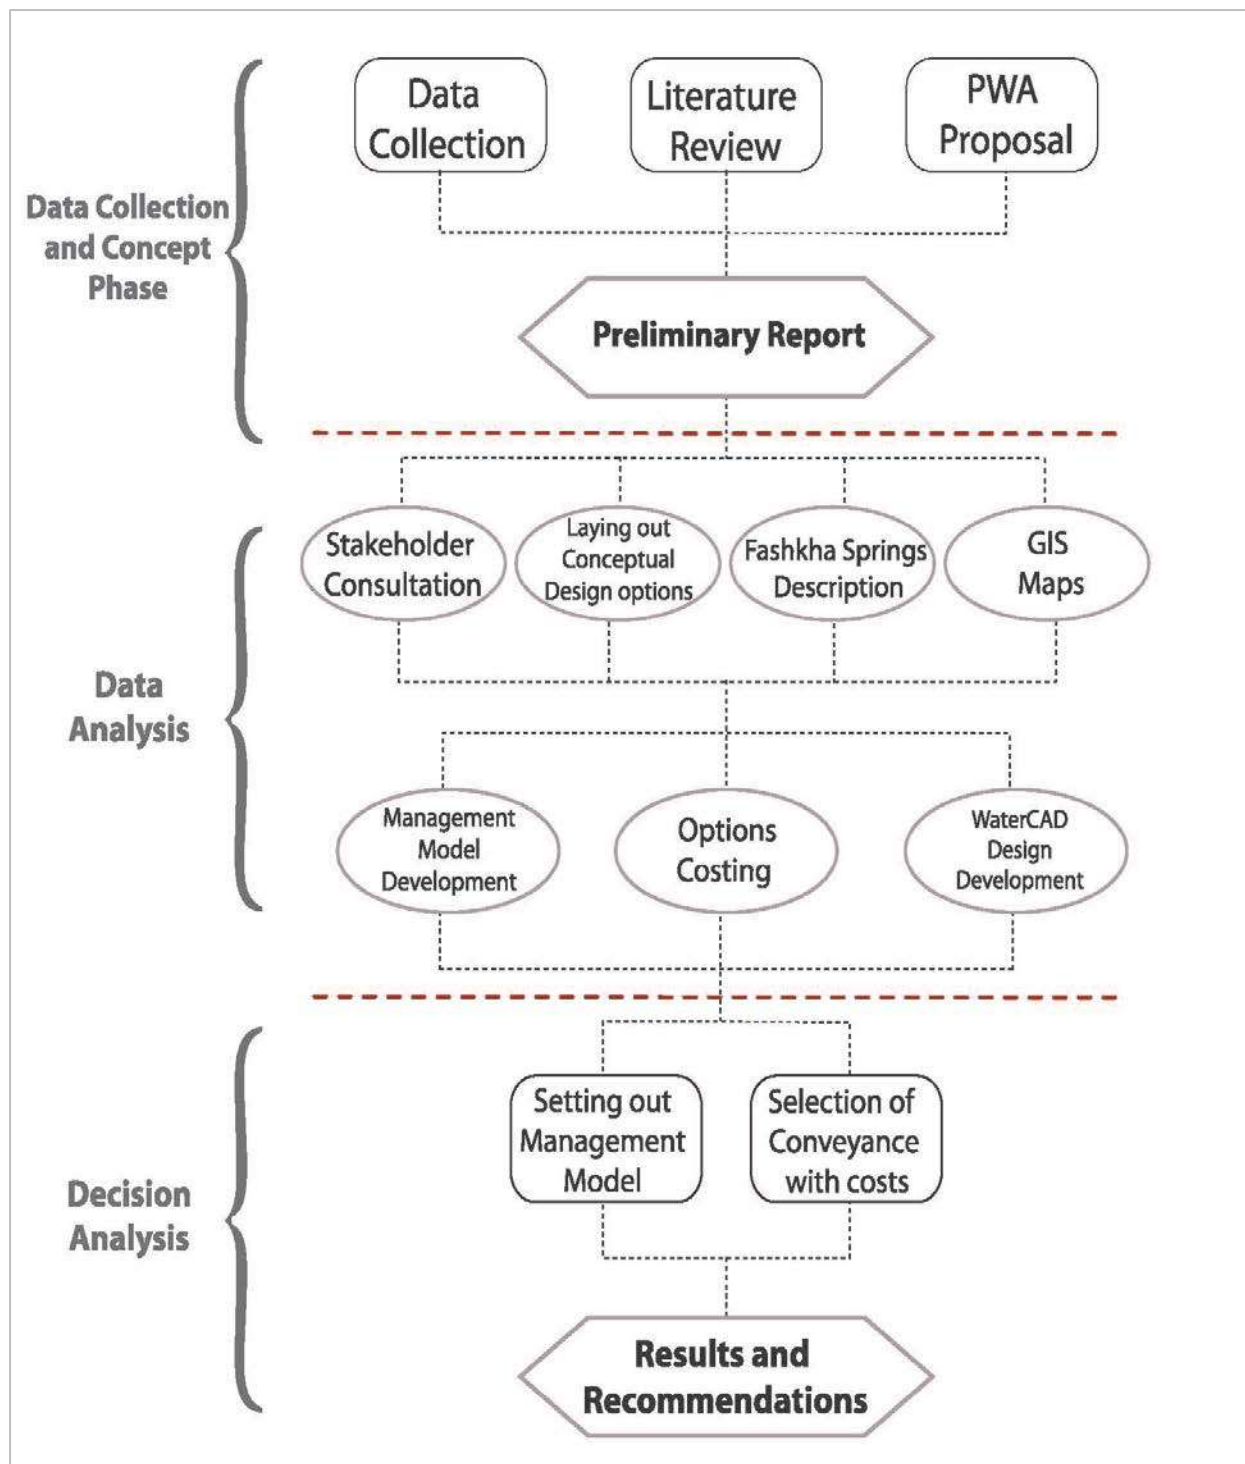 Data
Collection
Literature
Review
PWA
Proposal
Data Collection
and Concept
Phase
Preliminary Report
Stakeholder
Consultation
Laying out
Conceptual
Design options
Fashkha Springs
Description
GIS
Maps
Data
Analysis
Management
Model
Development
Options
Costing
WaterCAD
Design
Development
Setting out
Management
Model
Selection of
Conveyance
with costs
Decision
Analysis
Results and
Recommendations